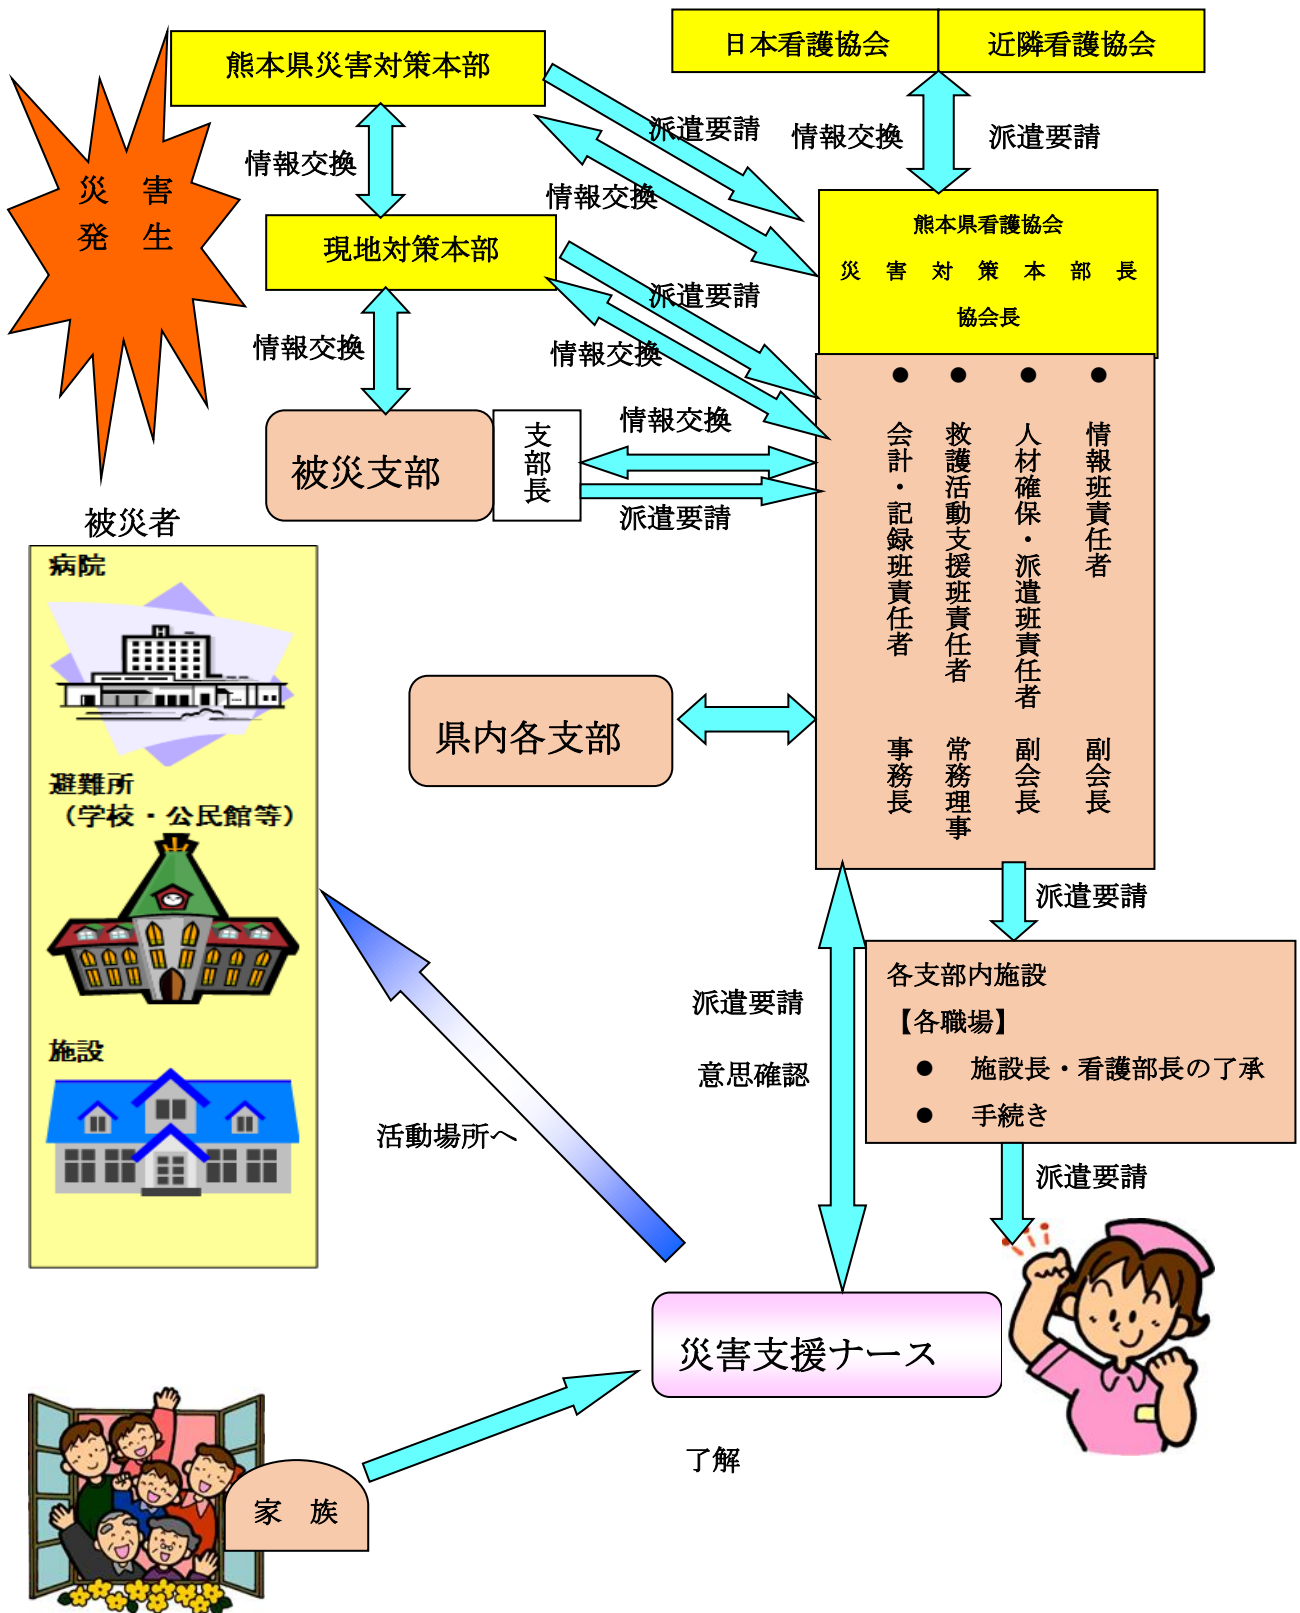 日本看護協会
近隣看護協会
熊本県災害対策本部
災　害
発　生
派遣要請
情報交換
派遣要請
情報交換
情報交換
熊本県看護協会
災　害　対　策　本　部　長
協会長
現地対策本部
派遣要請
情報交換
情報交換
● 情報班責任者　副会長
● 人材確保・派遣班責任者　副会長
● 救護活動支援班責任者　常務理事
● 会計・記録班責任者　事務長
被災支部
支部長
情報交換
派遣要請
被災者
病院
避難所
（学校・公民館等）
施設
県内各支部
派遣要請
各支部内施設
【各職場】
● 施設長・看護部長の了承
● 手続き
派遣要請
意思確認
活動場所へ
派遣要請
災害支援ナース
了解
家　族
H